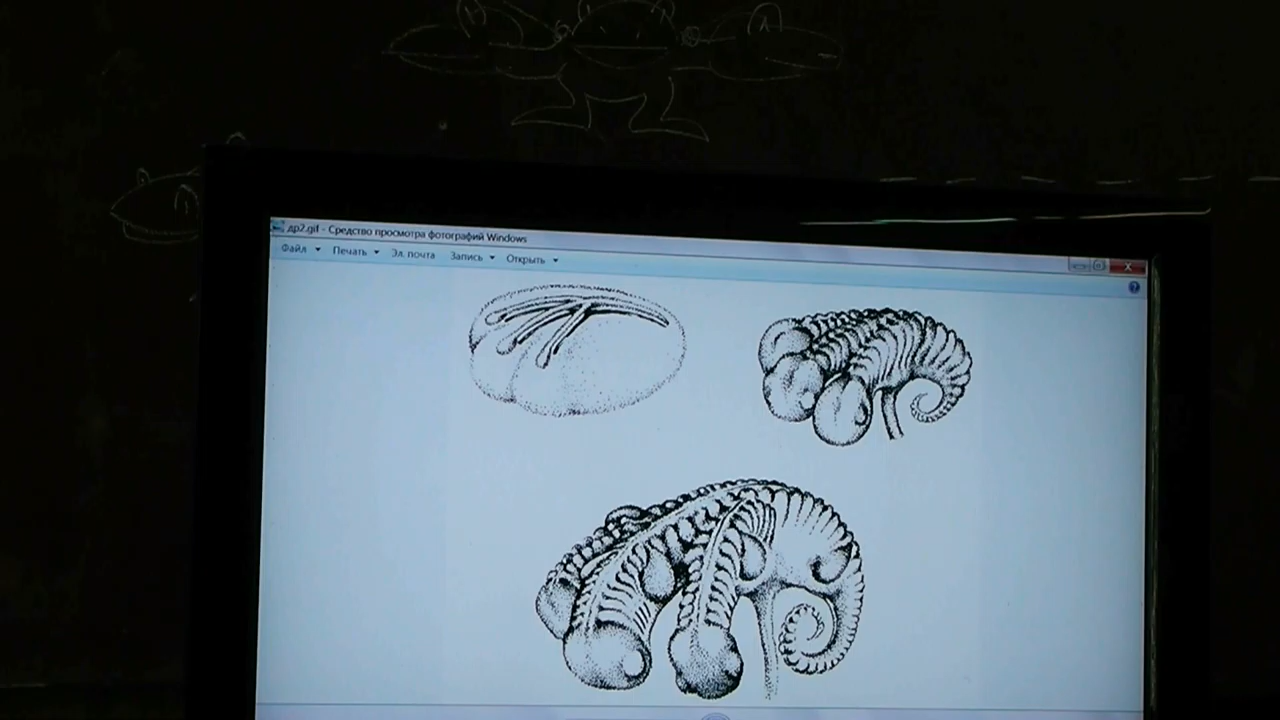 др2.gif - Средство просмотра фотографий Windows
Файл Печать Эл. почта Запись Открыть